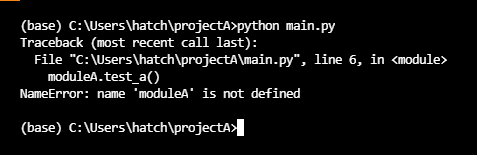 (base) C:\Users\hatch\projectA>python main.py
Traceback (most recent call last):
  File "C:\Users\hatch\projectA\main.py", line 6, in <module>
    moduleA.test_a()
NameError: name 'moduleA' is not defined
(base) C:\Users\hatch\projectA>